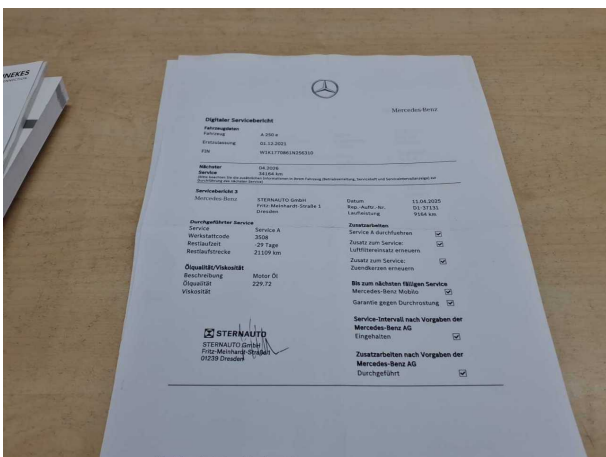 NNEKES
Mercedes-Benz
Digitaler Servicebericht
Fahrzeugdaten
Fahrzeug A 250 e
Erstzulassung 01.12.2021
FIN
Nächster Service 04.2026
34184 km
Servicebericht 3
Mercedes-Benz STERNAUTO GmbH
Fritz-Meinhardt-Straße 1
Dresden
Datum 11.04.2025
Rep.-Auftr.-Nr. D1-37131
Laufleistung 9184 km
Durchgeführter Service
Service Service A
Werkstattcode 3508
Restlaufzeit -29 Tage
Restlaufstrecke 21109 km
Ölqualität/Viskosität
Beschreibung Motor Öl
Ölqualität 229.72
Viskosität
STERNAUTO
STERNAUTO GmbH
Fritz-Meinhardt-Straße
01239 Dresden
Zusatzarbeiten
Service A durchfuehren
Zusatz zum Service:
Luftfiltereinsatz erneuern
Zusatz zum Service:
Zuendkerzen erneuern
Bis zum nächsten fälligen Service
Mercedes-Benz Mobilo
Garantie gegen Durchrostung
Service-Intervall nach Vorgaben der
Mercedes-Benz AG
Eingehalten
Zusatzarbeiten nach Vorgaben der
Mercedes-Benz AG
Durchgeführt